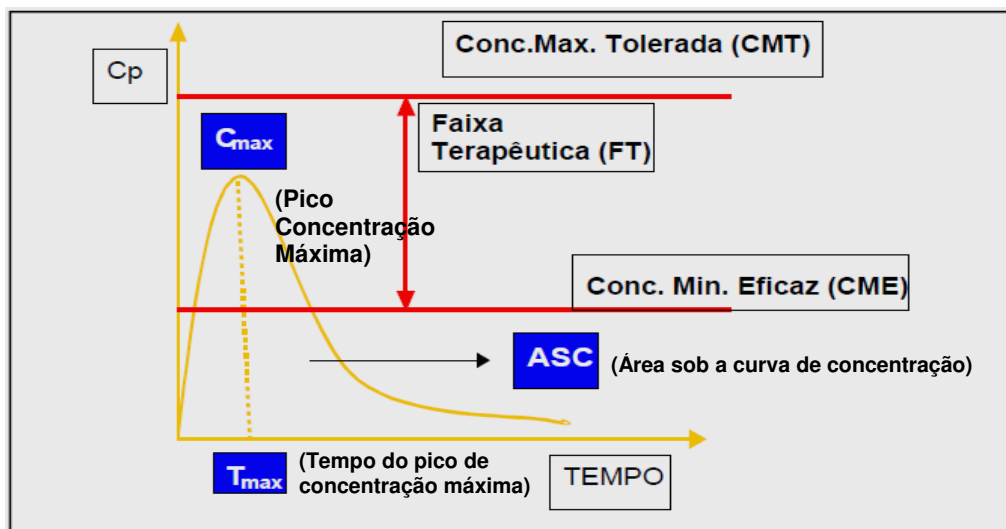 Conc.Max. Tolerada (CMT)
Cp
Faixa
Terapêutica (FT)
Cmax
(Pico
Concentração
Máxima)
Conc. Min. Eficaz (CME)
ASC
(Área sob a curva de concentração)
Tmax
(Tempo do pico de
concentração máxima)
TEMPO